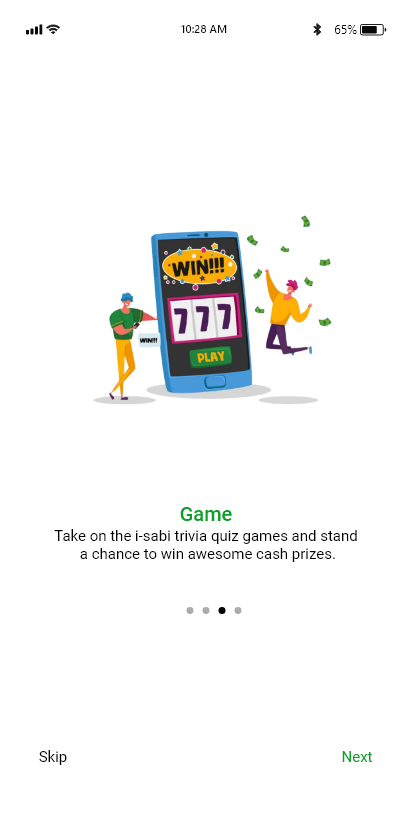 10:28 AM
65%
WIN!!!
777
WIN!!!
PLAY
Game
Take on the i-sabi trivia quiz games and stand
a chance to win awesome cash prizes.
Skip
Next